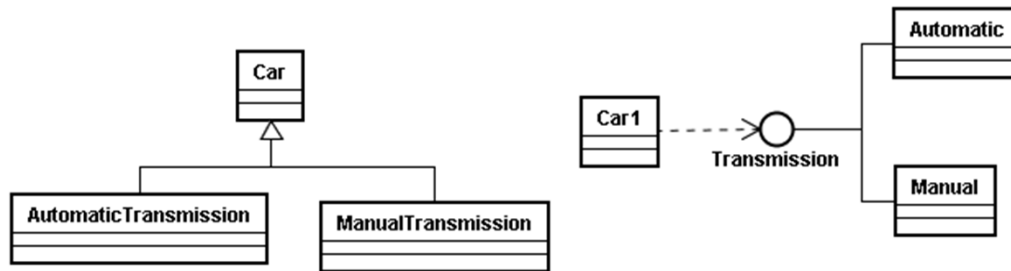 Car
AutomaticTransmission
ManualTransmission
Car1
Transmission
Automatic
Manual